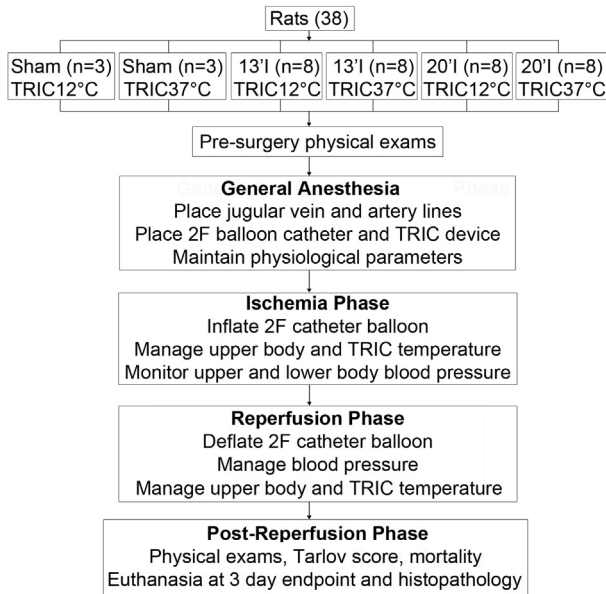 Rats (38)
Sham (n=3)
TRIC12°C
Sham (n=3)
TRIC37°C
13'I (n=8)
TRIC12°C
13'I (n=8)
TRIC37°C
20'I (n=8)
TRIC12°C
20'I (n=8)
TRIC37°C
Pre-surgery physical exams
General Anesthesia
Place jugular vein and artery lines
Place 2F balloon catheter and TRIC device
Maintain physiological parameters
Ischemia Phase
Inflate 2F catheter balloon
Manage upper body and TRIC temperature
Monitor upper and lower body blood pressure
Reperfusion Phase
Deflate 2F catheter balloon
Manage blood pressure
Manage upper body and TRIC temperature
Post-Reperfusion Phase
Physical exams, Tarlov score, mortality
Euthanasia at 3 day endpoint and histopathology